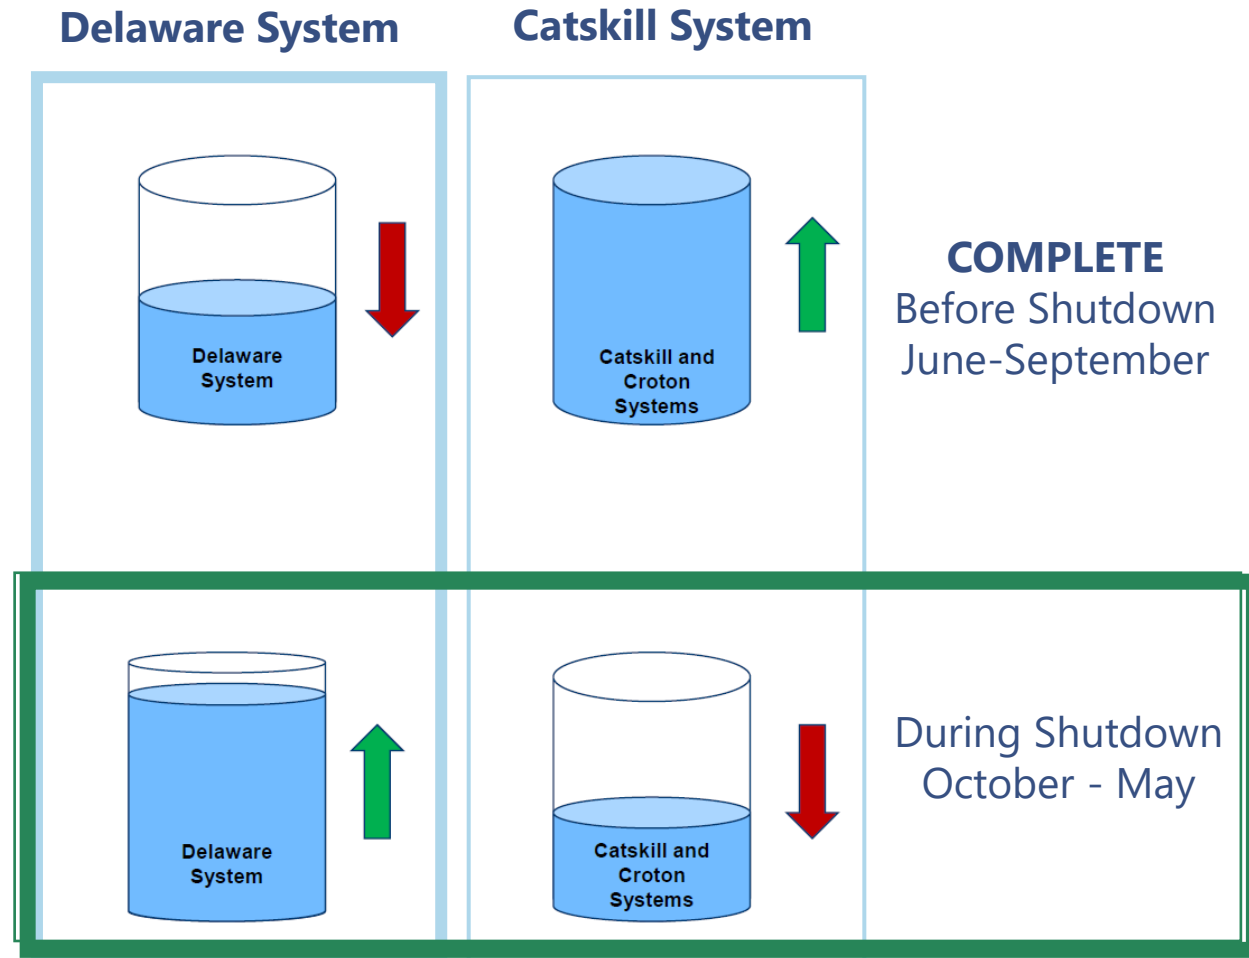 Delaware System
Catskill System
Delaware
System
Catskill and
Croton
Systems
COMPLETE
Before Shutdown
June-September
Delaware
System
Catskill and
Croton
Systems
During Shutdown
October - May